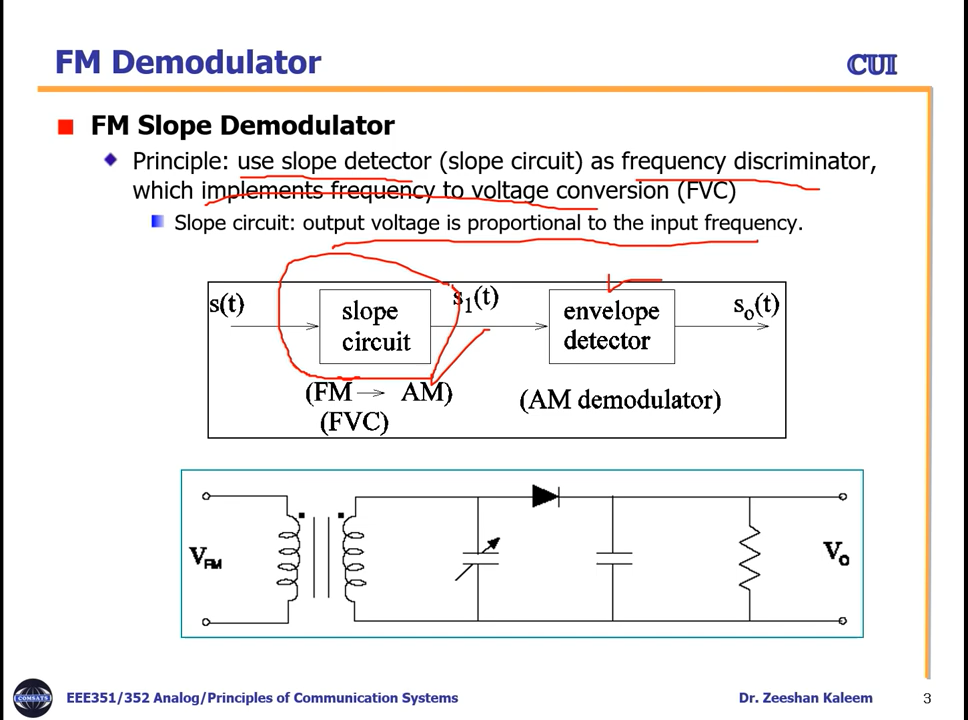 FM Demodulator
CUI
FM Slope Demodulator
Principle: use slope detector (slope circuit) as frequency discriminator,
which implements frequency to voltage conversion (FVC)
Slope circuit: output voltage is proportional to the input frequency.
s(t)
slope
circuit
s1(t)
envelope
detector
so(t)
(FM → AM)
(FVC)
(AM demodulator)
VFM
Vo
COMSATS
EEE351/352 Analog/Principles of Communication Systems
Dr. Zeeshan Kaleem
3